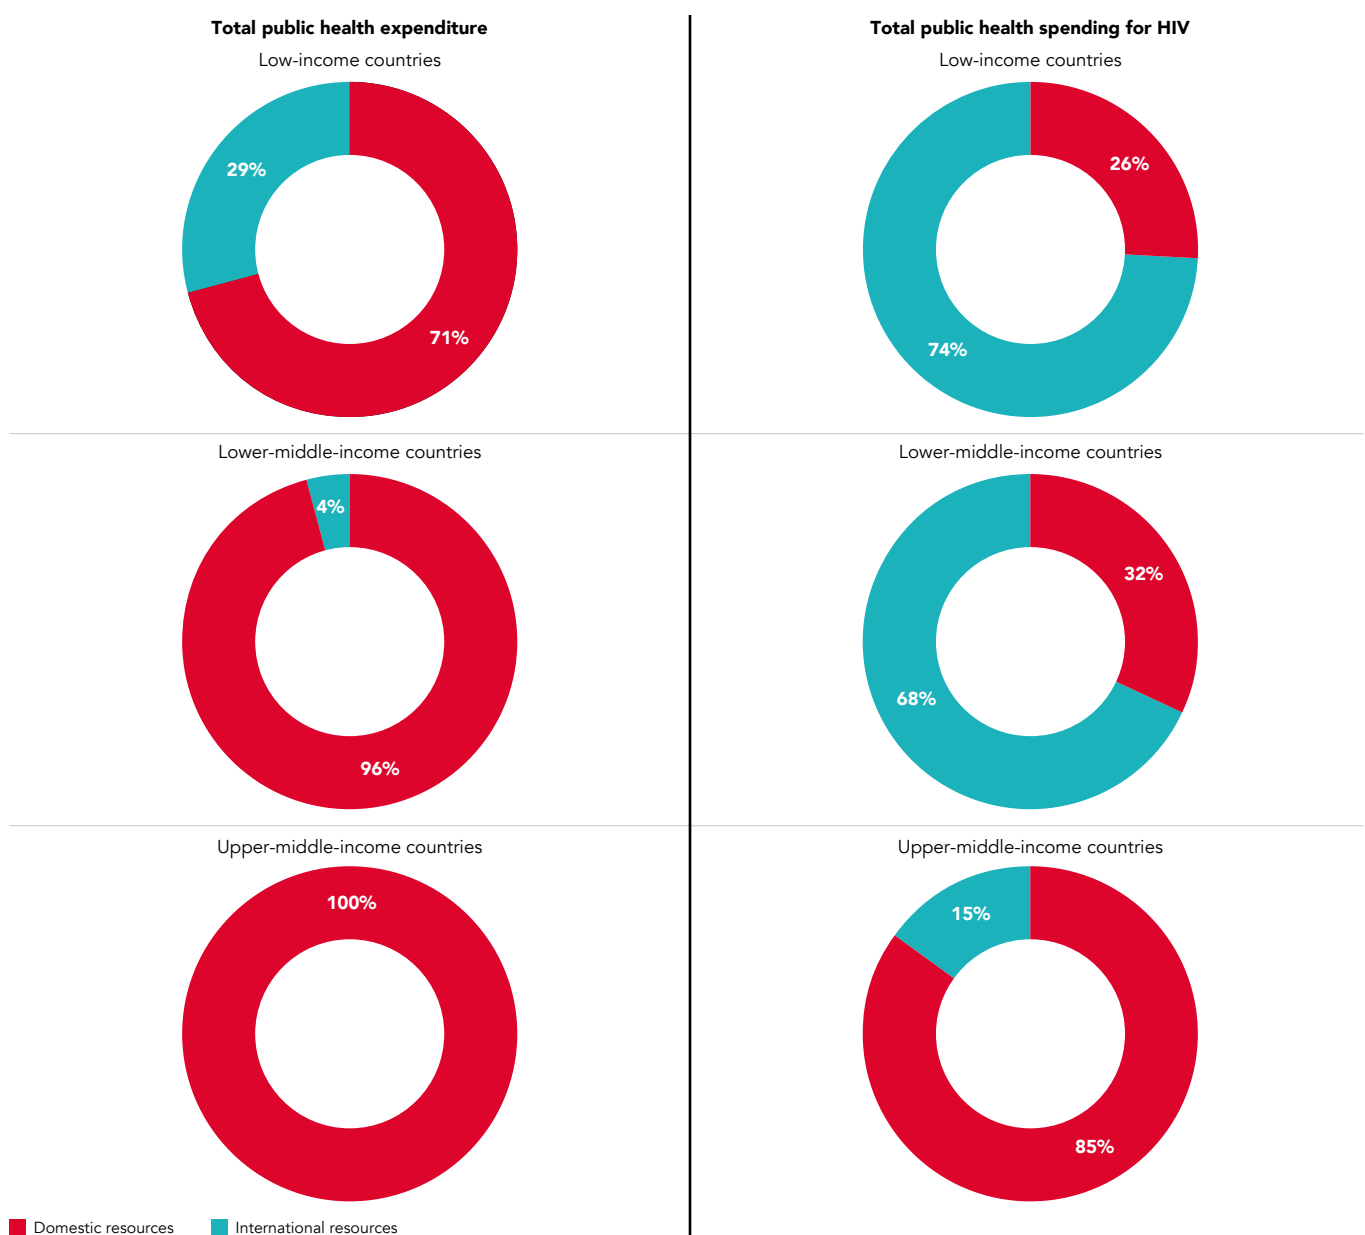 Total public health expenditure
Low-income countries
29%
71%
Lower-middle-income countries
4%
96%
Upper-middle-income countries
100%
Total public health spending for HIV
Low-income countries
26%
74%
Lower-middle-income countries
32%
68%
Upper-middle-income countries
15%
85%
Domestic resources
International resources